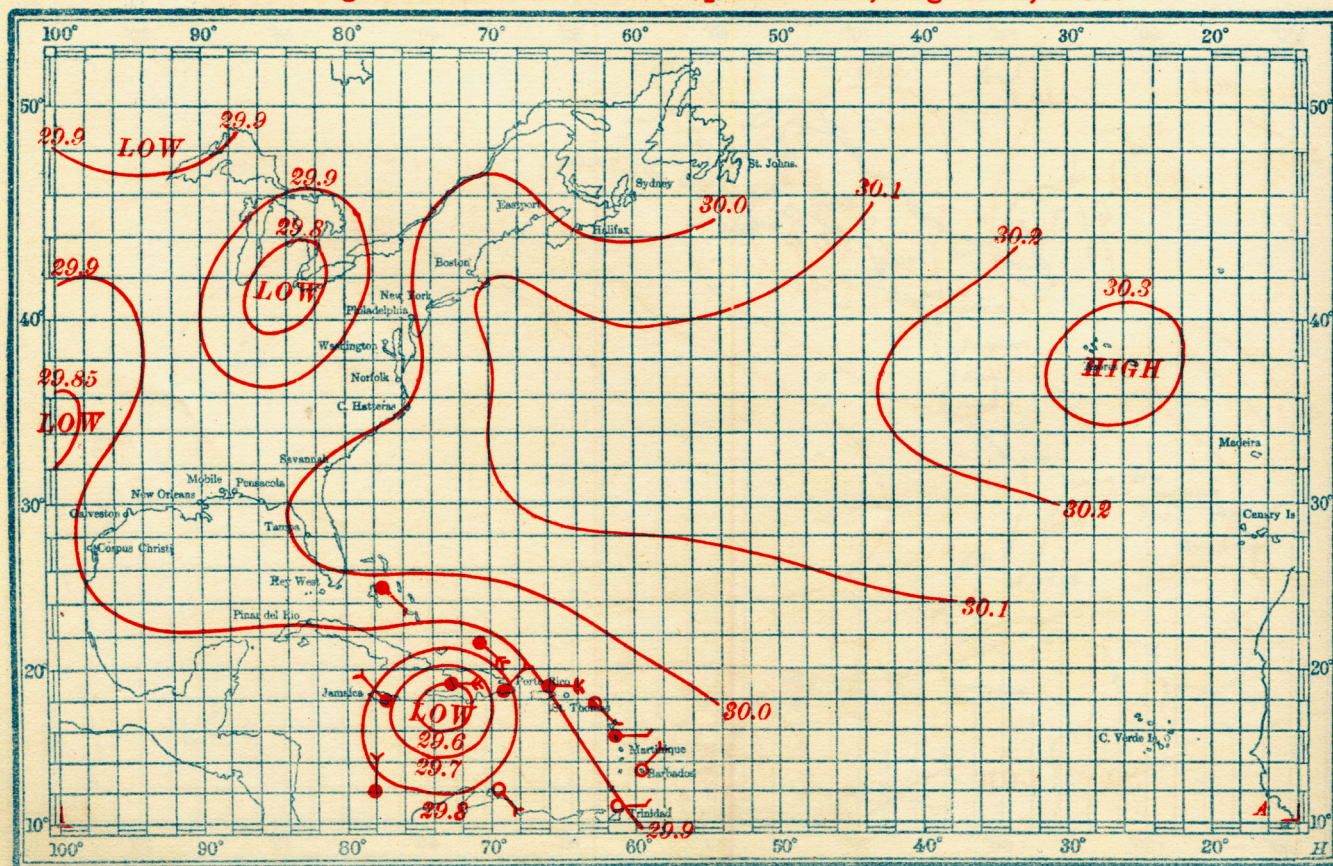 100° 90° 80° 70° 60° 50° 40° 30° 20°
50° 50°
29.9 LOW 29.9
29.9
29.8
LOW
29.9
St. Johns.
Sydney
Eastport
Halifax
30.0
30.1
30.2
Boston
New York
Philadelphia
40° 40°
Washington
Norfolk
C. Hatteras
30.3
HIGH
29.85
LOW
Madeira
Savannah
Mobile
Pensacola
New Orleans
Galveston
Tampa
Corpus Christi
30° 30°
30.2
Canary Is
Key West
Pinar del Rio
30.1
20° 20°
Jamaica
Porto Rico
St. Thomas
LOW
29.6
29.7
29.8
30.0
Martinique
Barbados
Trinidad
C. Verde Is.
10° 10°
29.9
A
100° 90° 80° 70° 60° 50° 40° 30° 20° H